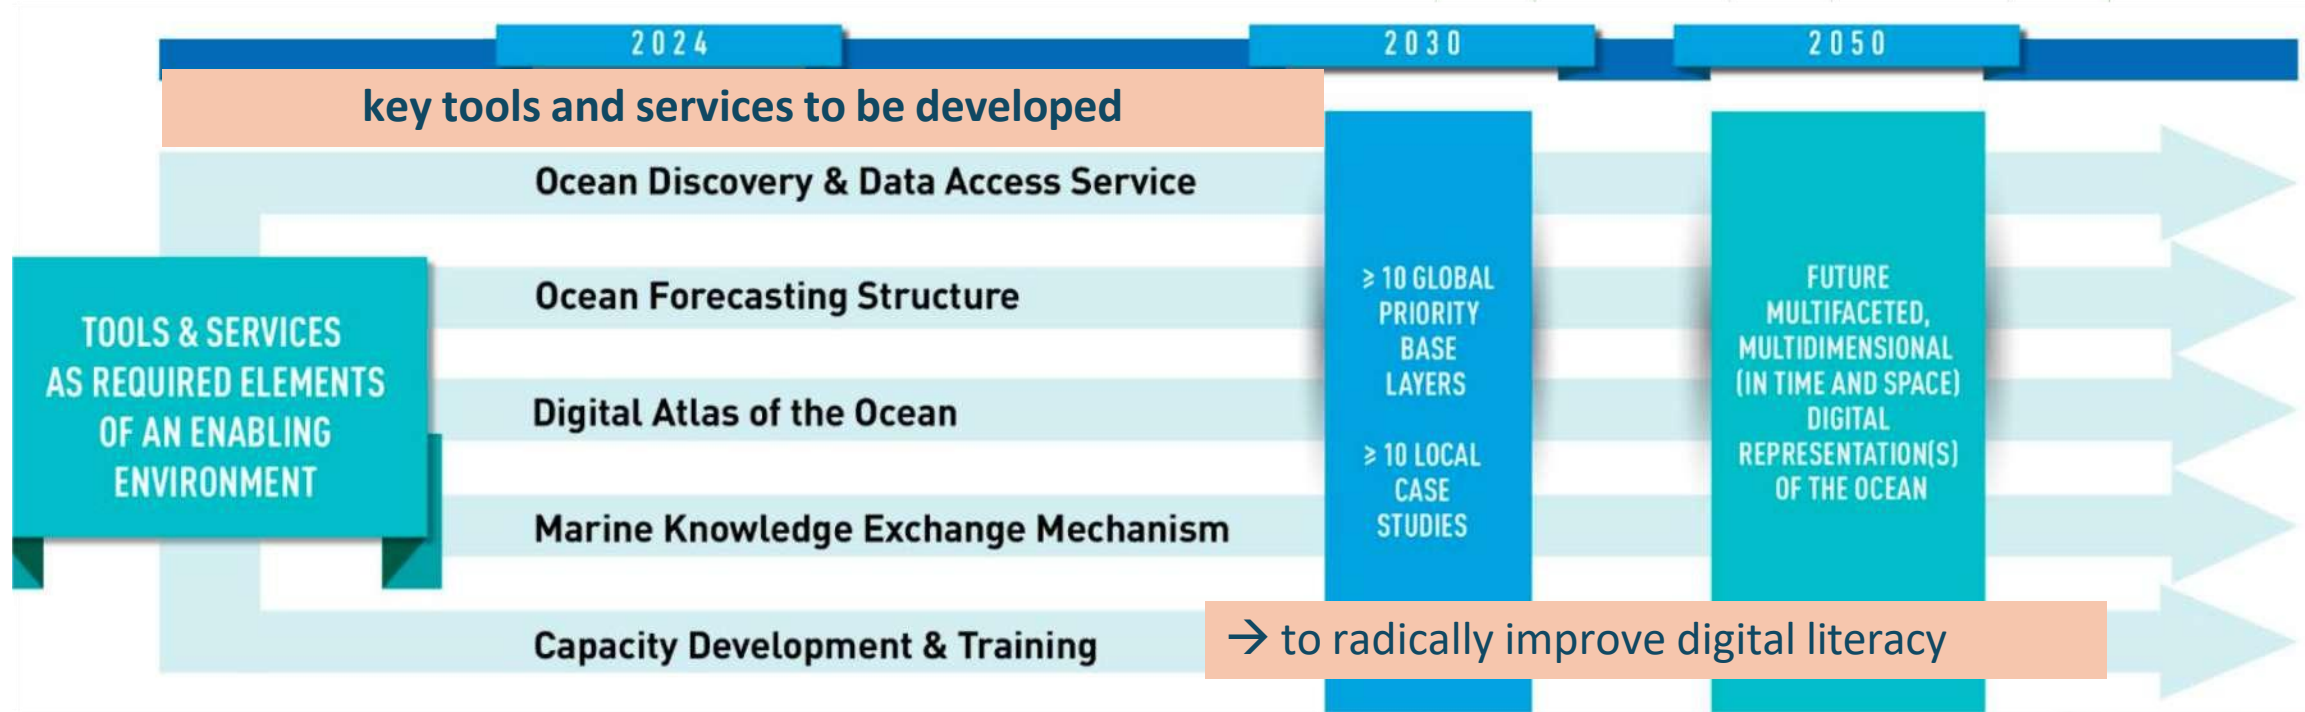 2024
2030
2050
key tools and services to be developed
Ocean Discovery & Data Access Service
Ocean Forecasting Structure
Digital Atlas of the Ocean
Marine Knowledge Exchange Mechanism
Capacity Development & Training
TOOLS & SERVICES
AS REQUIRED ELEMENTS
OF AN ENABLING
ENVIRONMENT
⩾ 10 GLOBAL
PRIORITY
BASE
LAYERS
⩾ 10 LOCAL
CASE
STUDIES
FUTURE
MULTIFACETED,
MULTIDIMENSIONAL
(IN TIME AND SPACE)
DIGITAL
REPRESENTATION(S)
OF THE OCEAN
→ to radically improve digital literacy